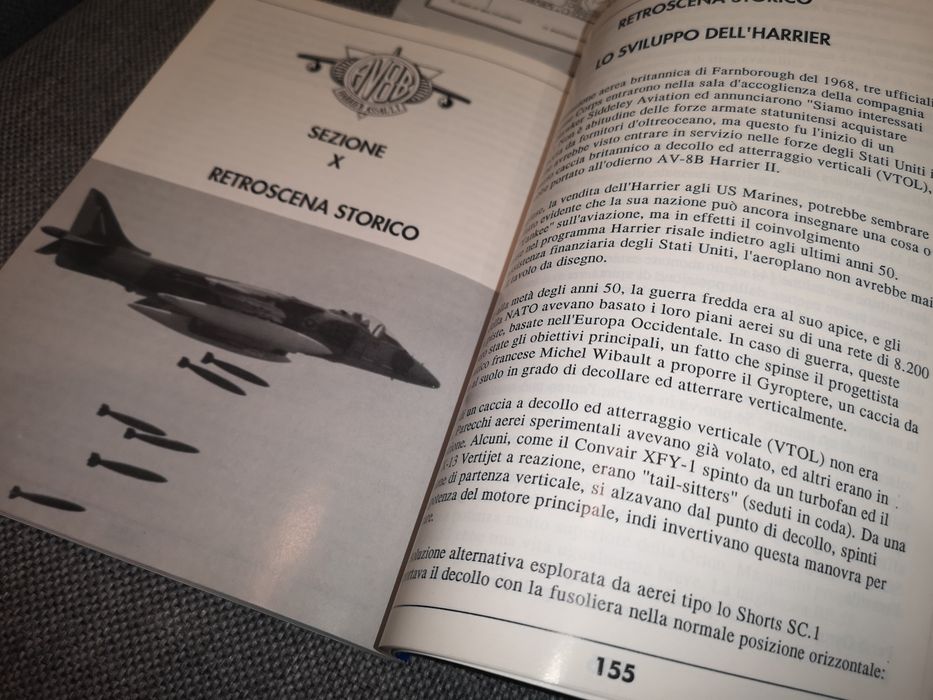 AV8B
SEZIONE
X
RETROSCENA STORICO
RETROSCENA STORICO
LO SVILUPPO DELL'HARRIER
aerea britannica di Farnborough del 1968, tre ufficiali
Corps entrarono nella sala d'accoglienza della compagnia
Siddeley Aviation ed annunciarono "Siamo interessati
è abitudine delle forze armate statunitensi acquistare
da fornitori d'oltreoceano, ma questo fu l'inizio di un
avrebbe visto entrare in servizio nelle forze degli Stati Uniti
caccia britannico a decollo ed atterraggio verticali (VTOL),
portato all'odierno AV-8B Harrier II.
la vendita dell'Harrier agli US Marines, potrebbe sembrare
evidente che la sua nazione può ancora insegnare una cosa o
sull'aviazione, ma in effetti il coinvolgimento
nel programma Harrier risale indietro agli ultimi anni 50.
finanziaria degli Stati Uniti, l'aeroplano non avrebbe mai
tavolo da disegno.
metà degli anni 50, la guerra fredda era al suo apice, e gli
NATO avevano basato i loro piani aerei su di una rete di 8.200
basate nell'Europa Occidentale. In caso di guerra, queste
state gli obiettivi principali, un fatto che spinse il progettista
francese Michel Wibault a proporre il Gyroptere, un caccia da
al suolo in grado di decollare ed atterrare verticalmente.
di un caccia a decollo ed atterraggio verticale (VTOL) non era
Parecchi aerei sperimentali avevano già volato, ed altri erano in
Alcuni, come il Convair XFY-1 spinto da un turbofan ed il
Vertijet a reazione, erano "tail-sitters" (seduti in coda). Da una
di partenza verticale, si alzavano dal punto di decollo, spinti
potenza del motore principale, indi invertivano questa manovra per
alternativa esplorata da aerei tipo lo Shorts SC.1
il decollo con la fusoliera nella normale posizione orizzontale:
155